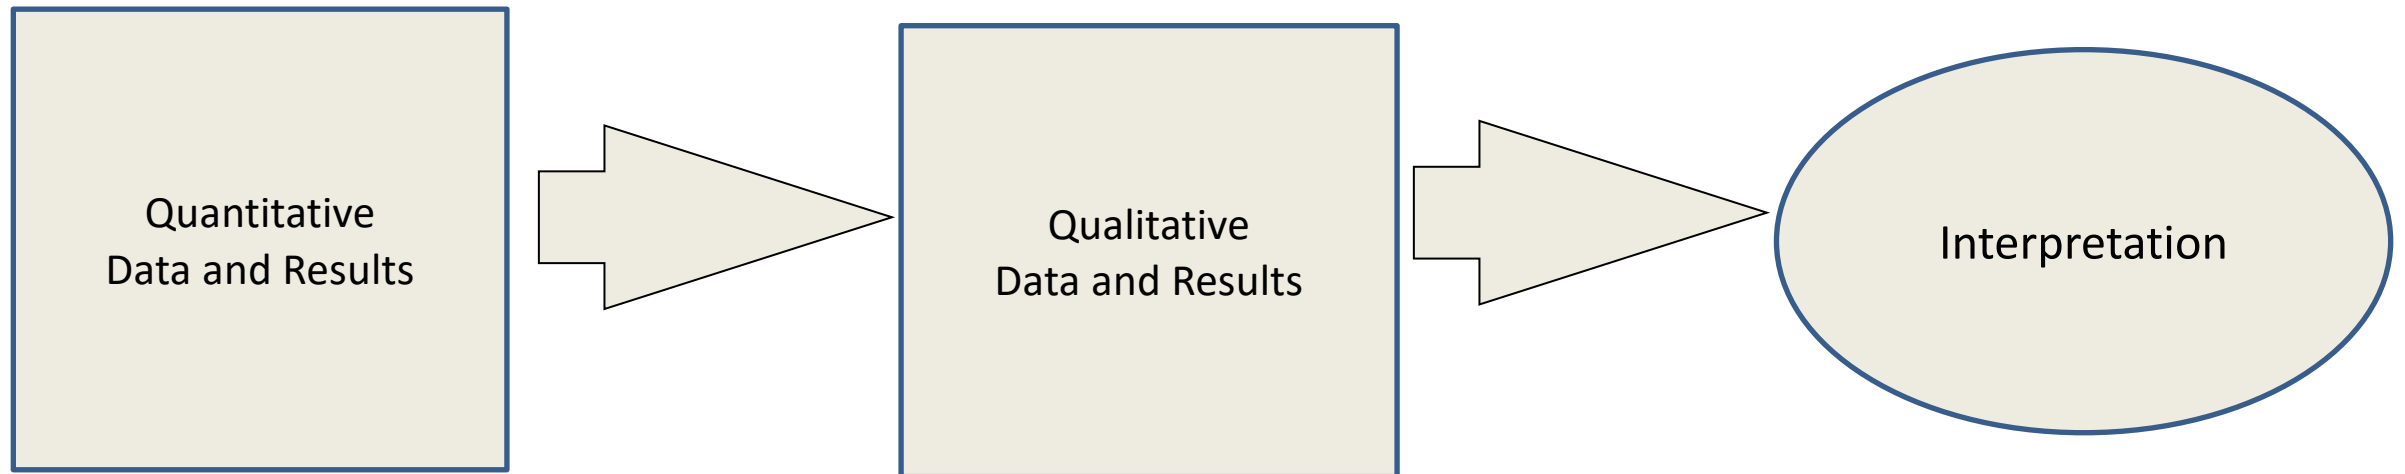 Quantitative
Data and Results
Qualitative
Data and Results
Interpretation